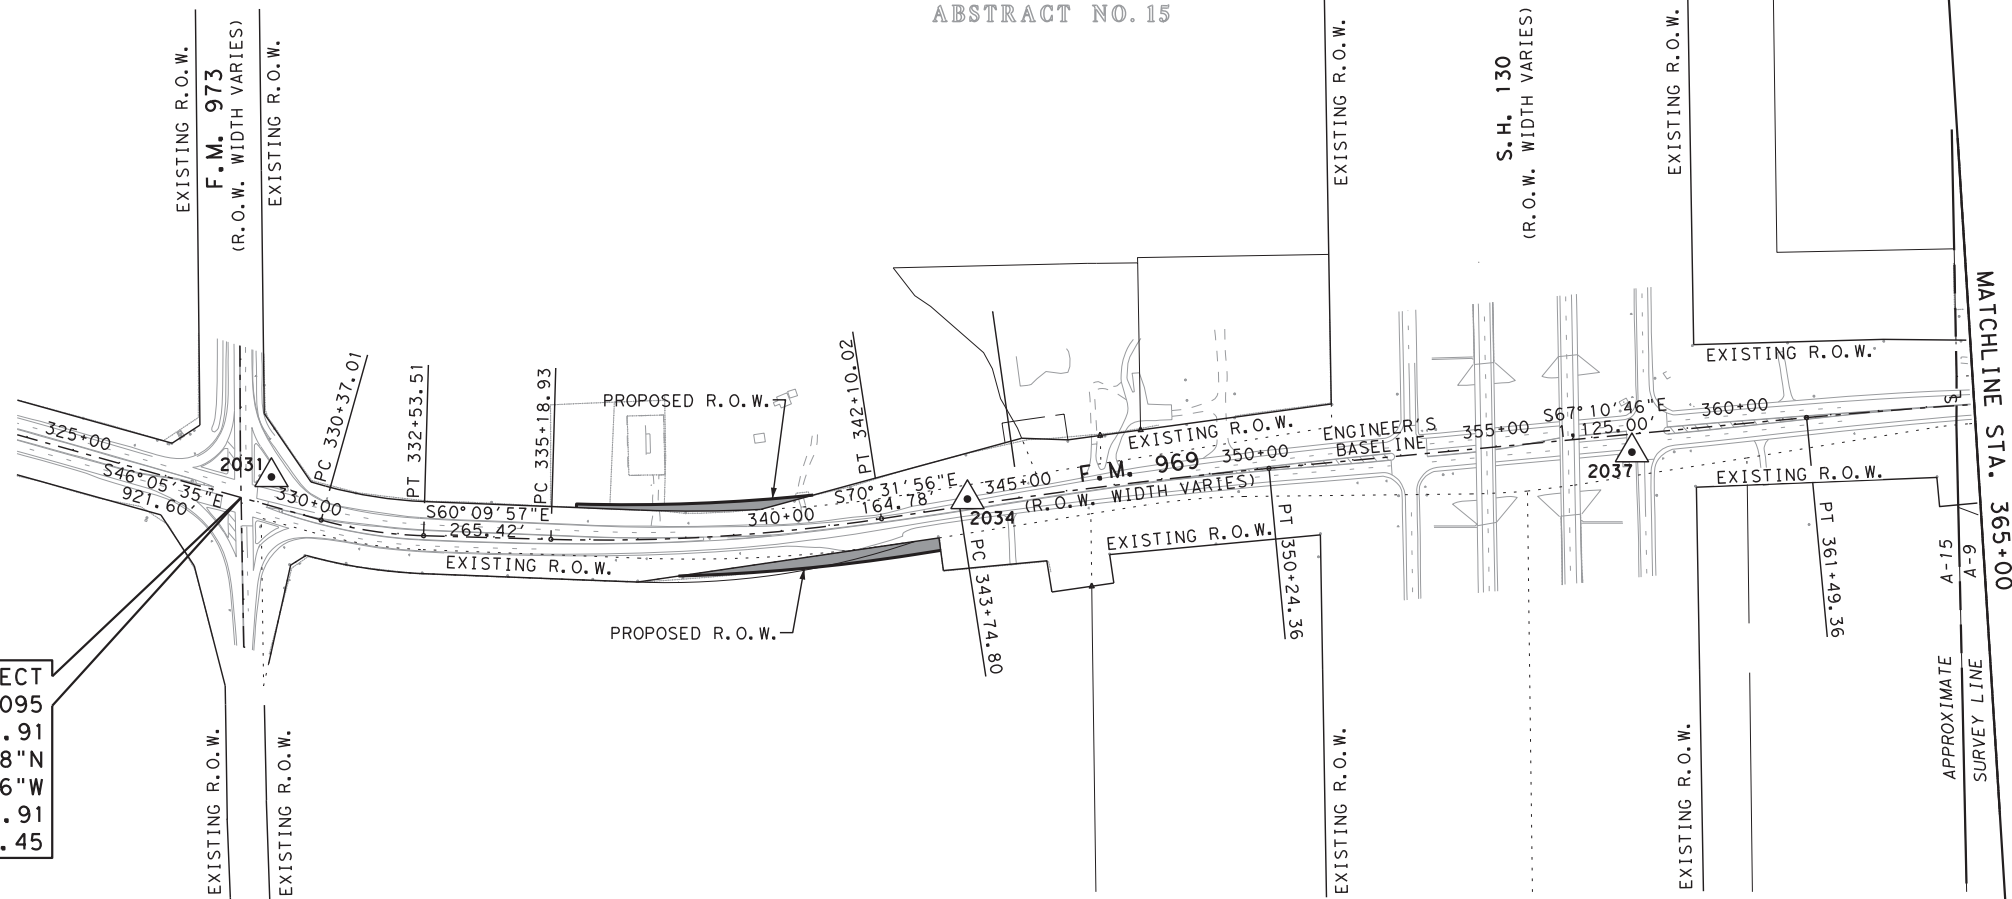 ABSTRACT NO. 15
EXISTING R.O.W.
F.M. 973
(R.O.W. WIDTH VARIES)
EXISTING R.O.W.
EXISTING R.O.W.
S.H. 130
(R.O.W. WIDTH VARIES)
EXISTING R.O.W.
325+00
S46°05'35"E
921.60'
2031
330+00
PC 330+37.01
PT 332+53.51
S60°09'57"E
265.42'
PC 335+18.93
EXISTING R.O.W.
PROPOSED R.O.W.
340+00
PROPOSED R.O.W.
PT 342+10.02
S70°31'56"E
164.78'
2034
PC 343+74.80
345+00
F.M. 969
(R.O.W. WIDTH VARIES)
EXISTING R.O.W.
350+00
EXISTING R.O.W.
PT 350+24.36
ENGINEER'S
BASELINE
355+00
S67°10'46"E
1,125.00'
2037
360+00
EXISTING R.O.W.
EXISTING R.O.W.
PT 361+49.36
MATCHLINE STA. 365+00
A-15
A-9
APPROXIMATE
SURVEY LINE
ECT
095
.91
8"N
6"W
.91
.45
EXISTING R.O.W.
EXISTING R.O.W.
EXISTING R.O.W.
EXISTING R.O.W.